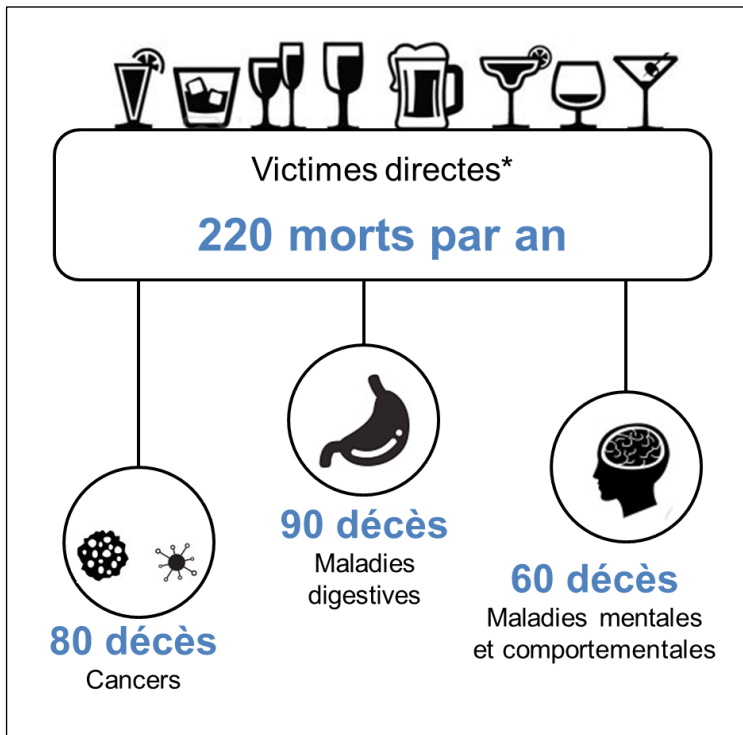 Victimes directes*
220 morts par an
90 décès
Maladies
digestives
60 décès
Maladies mentales
et comportementales
80 décès
Cancers